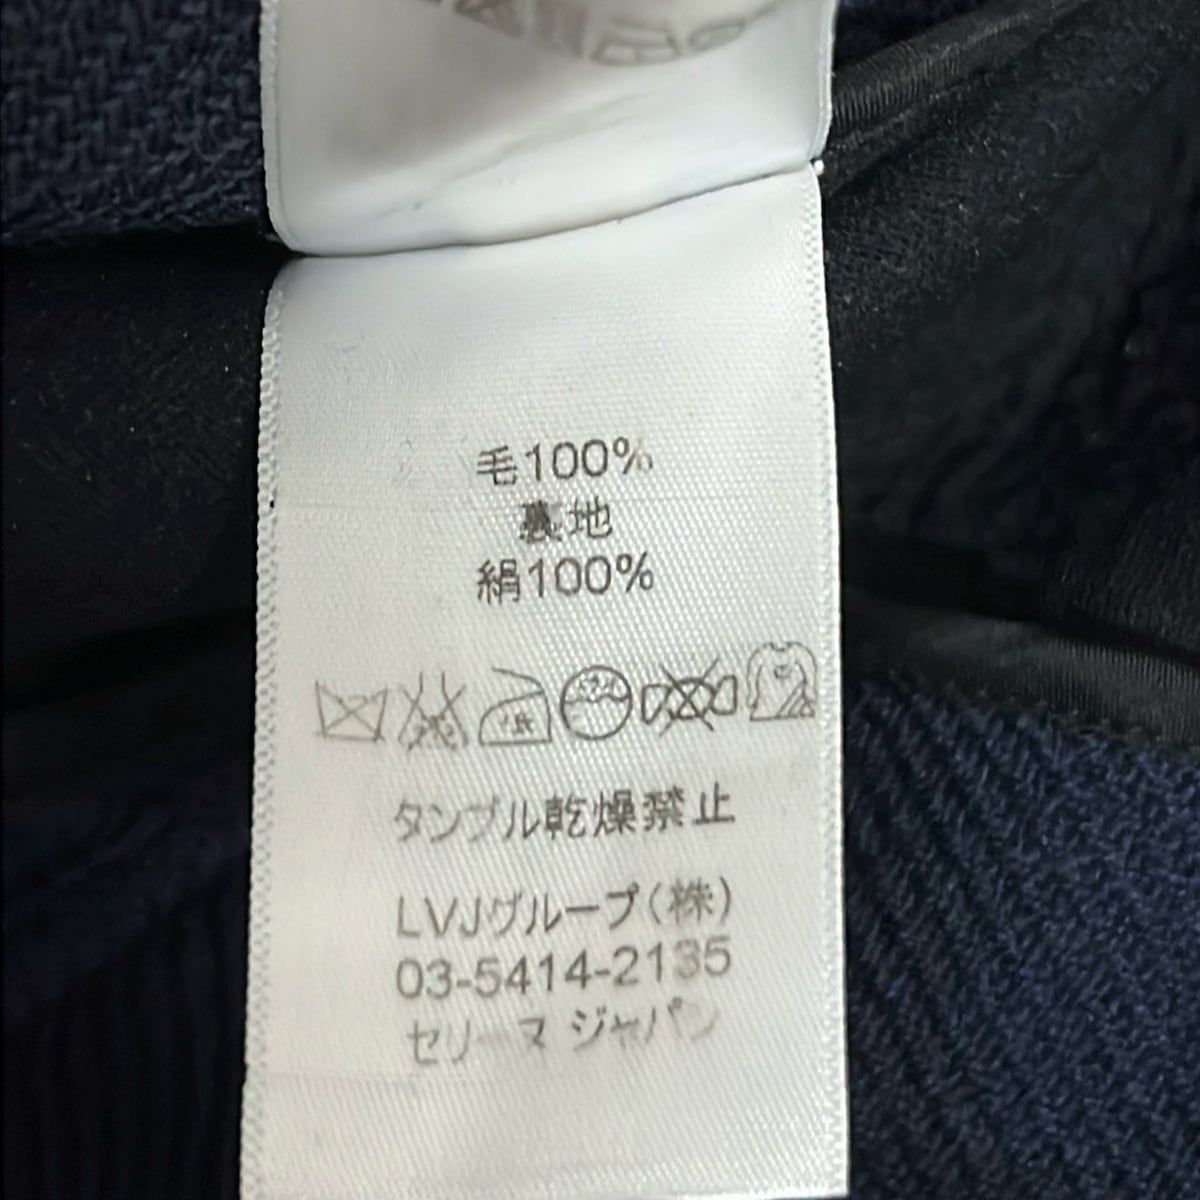 毛100%
裏地
絹100%
タンブル乾燥禁止
LVJグループ(株)
03-5414-2135
セリーヌ ジャパン